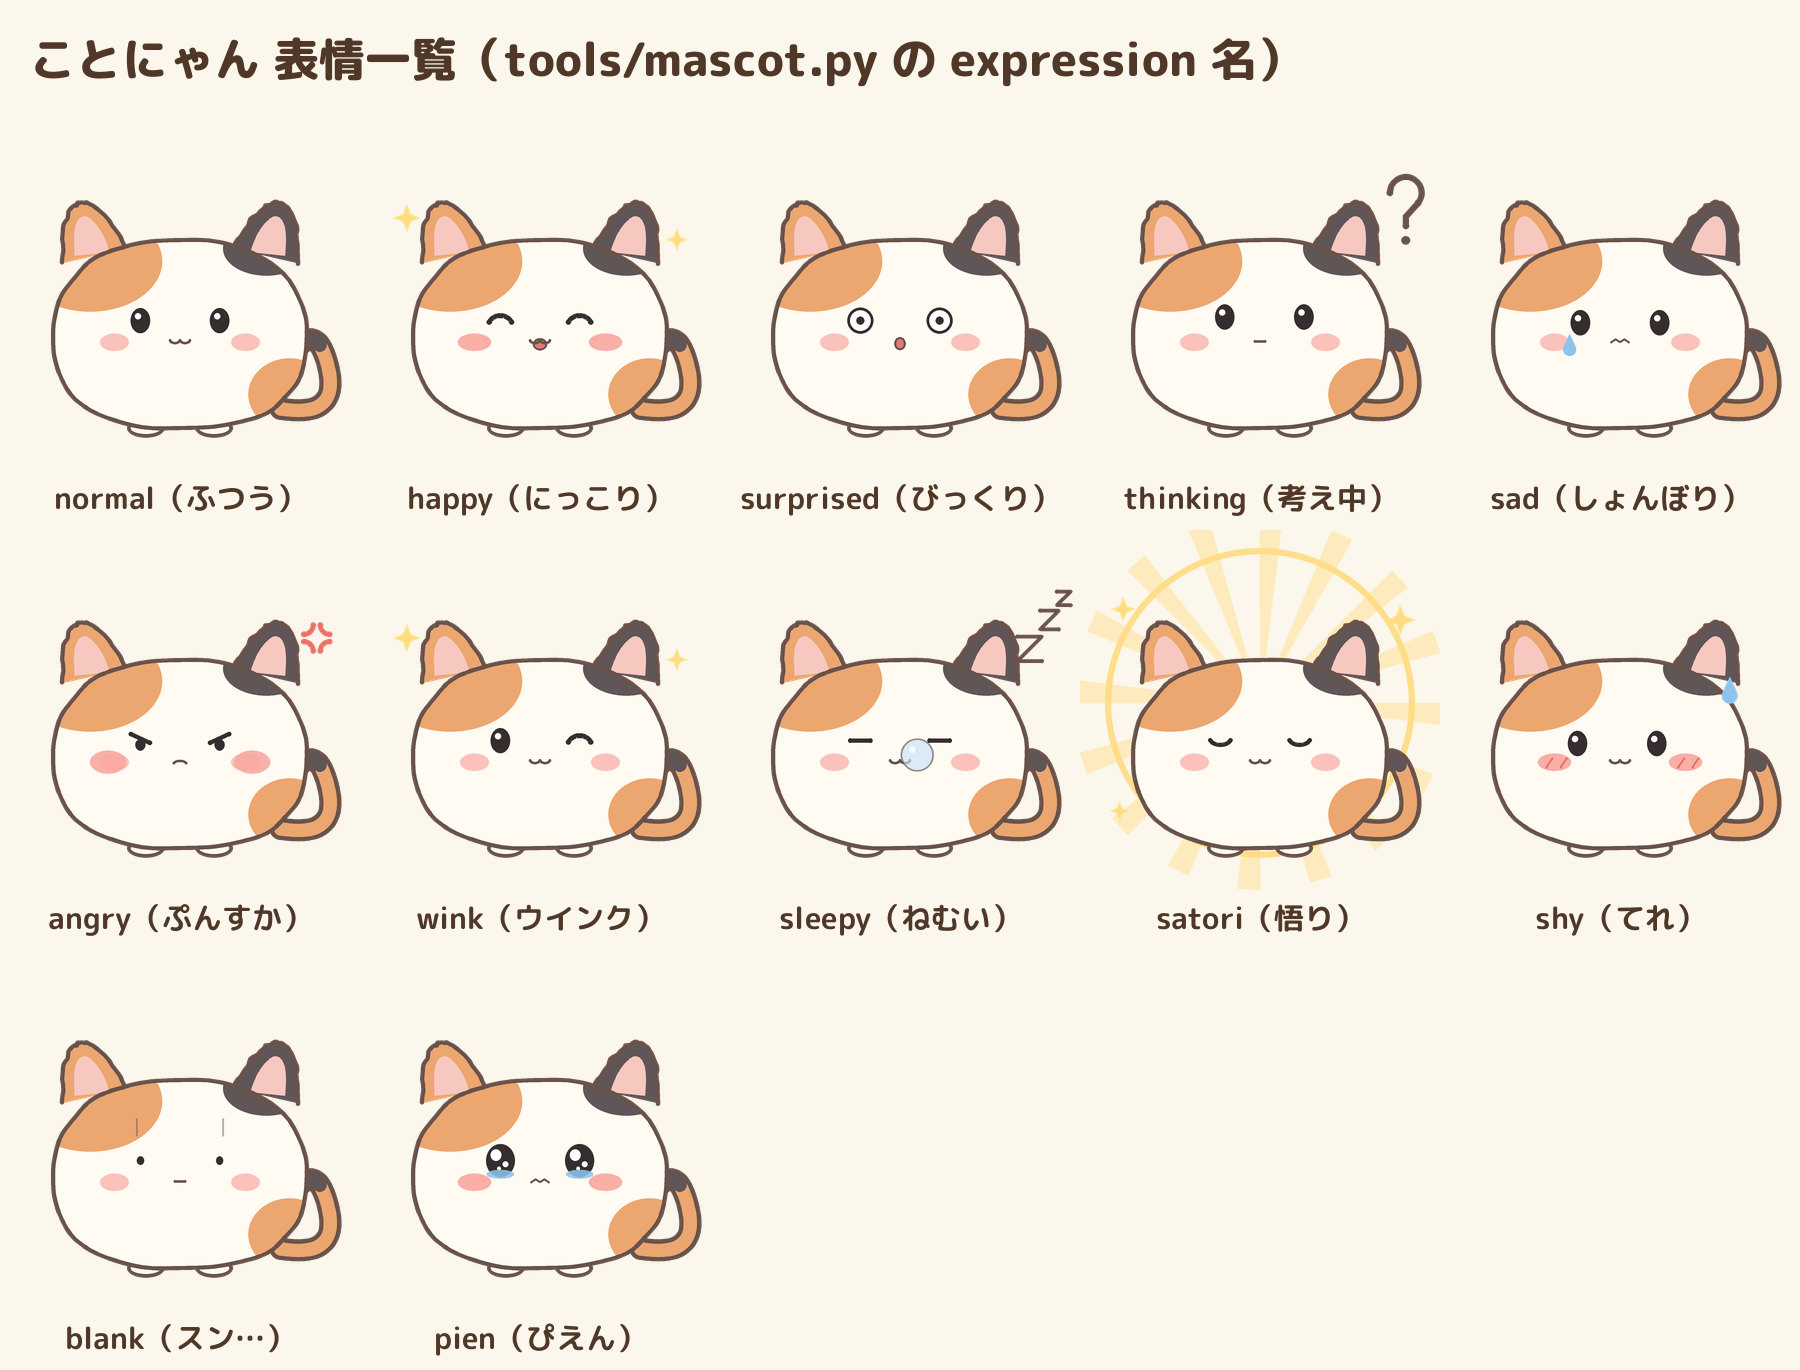 ことにゃん 表情一覧（tools/mascot.py の expression 名）
?
normal（ふつう）
happy（にっこり）
surprised（びっくり）
thinking（考え中）
sad（しょんぼり）
z
z
Z
angry（ぷんすか）
wink（ウインク）
sleepy（ねむい）
satori（悟り）
shy（てれ）
blank（スン…）
pien（ぴえん）